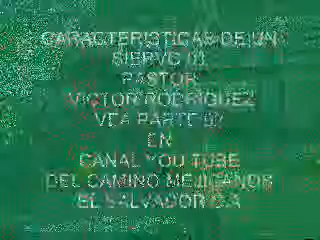 CARACTERISTICAS DE UN
SIERVO (I).
PASTOR
VICTOR RODRIGUEZ
VEA PARTE (I)
EN
CANAL YOU TUBE
DEL CAMINO MEJICANOS
EL SALVADOR C.A